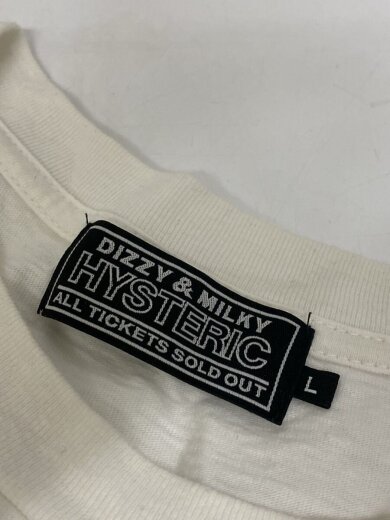 DIZZY & MILKY
HYSTERIC
ALL TICKETS SOLD OUT
L